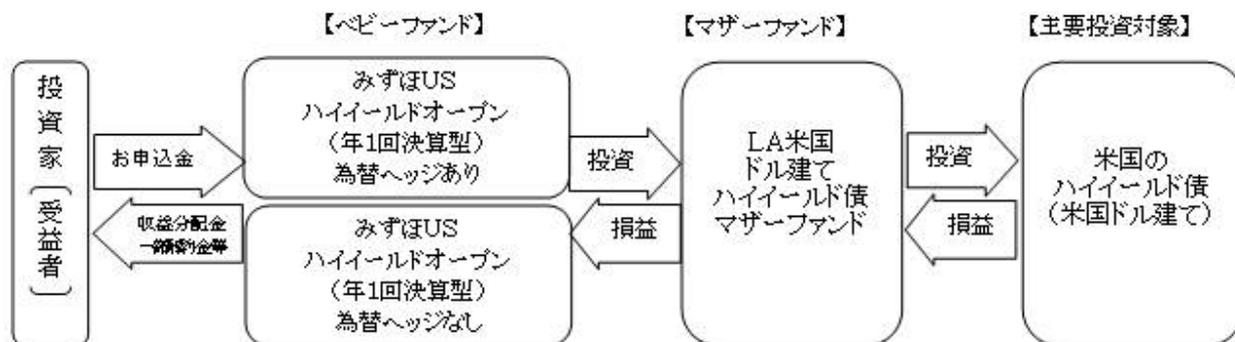 【ベビーファンド】
【マザーファンド】
【主要投資対象】
投資家
(受益者)
お申込金
収益分配金
みずほUS
ハイイールドオープン
(年1回決算型)
為替ヘッジあり
みずほUS
ハイイールドオープン
(年1回決算型)
為替ヘッジなし
投資
損益
LA米国
ドル建て
ハイイールド債
マザーファンド
投資
損益
米国の
ハイイールド債
(米国ドル建て)